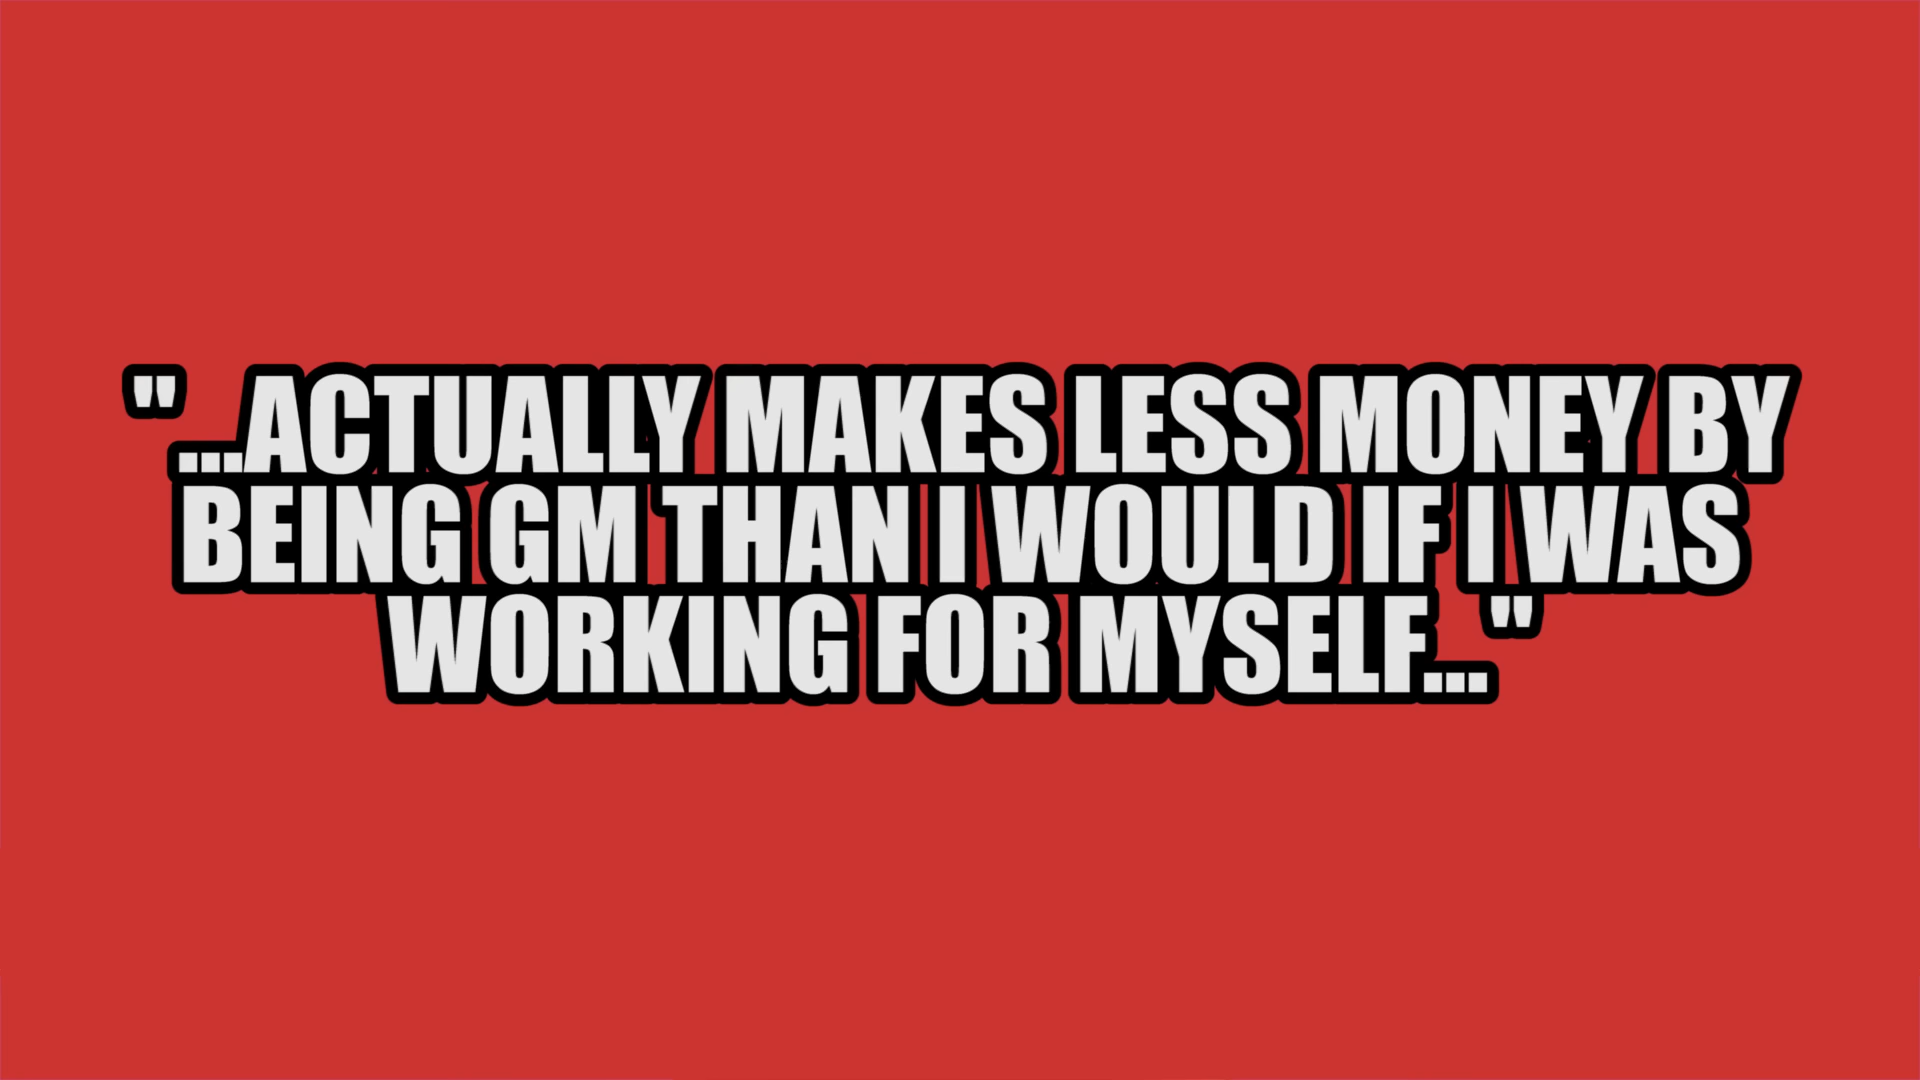 "...ACTUALLY MAKES LESS MONEY BY
BEING GM THAN I WOULD IF I WAS
WORKING FOR MYSELF..."